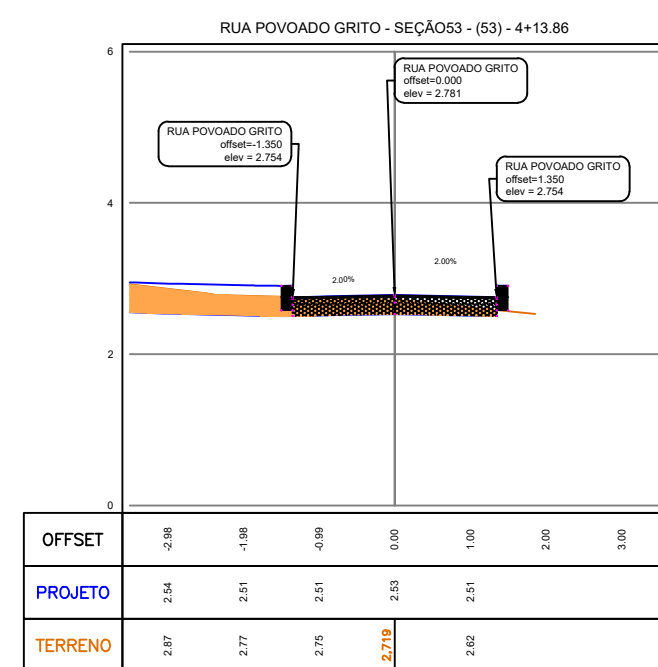 RUA POVOADO GRITO - SEÇÃO53 - (53) - 4+13.86
6
RUA POVOADO GRITO
offset=0.000
elev = 2.781
RUA POVOADO GRITO
offset=-1.350
elev = 2.754
RUA POVOADO GRITO
offset=1.350
elev = 2.754
4
2.00%
2.00%
2
0
OFFSET -2.98 -1.98 -0.99 0.00 1.00 2.00 3.00
PROJETO 2.54 2.51 2.51 2.53 2.51
TERRENO 2.87 2.77 2.75 2,719 2.62